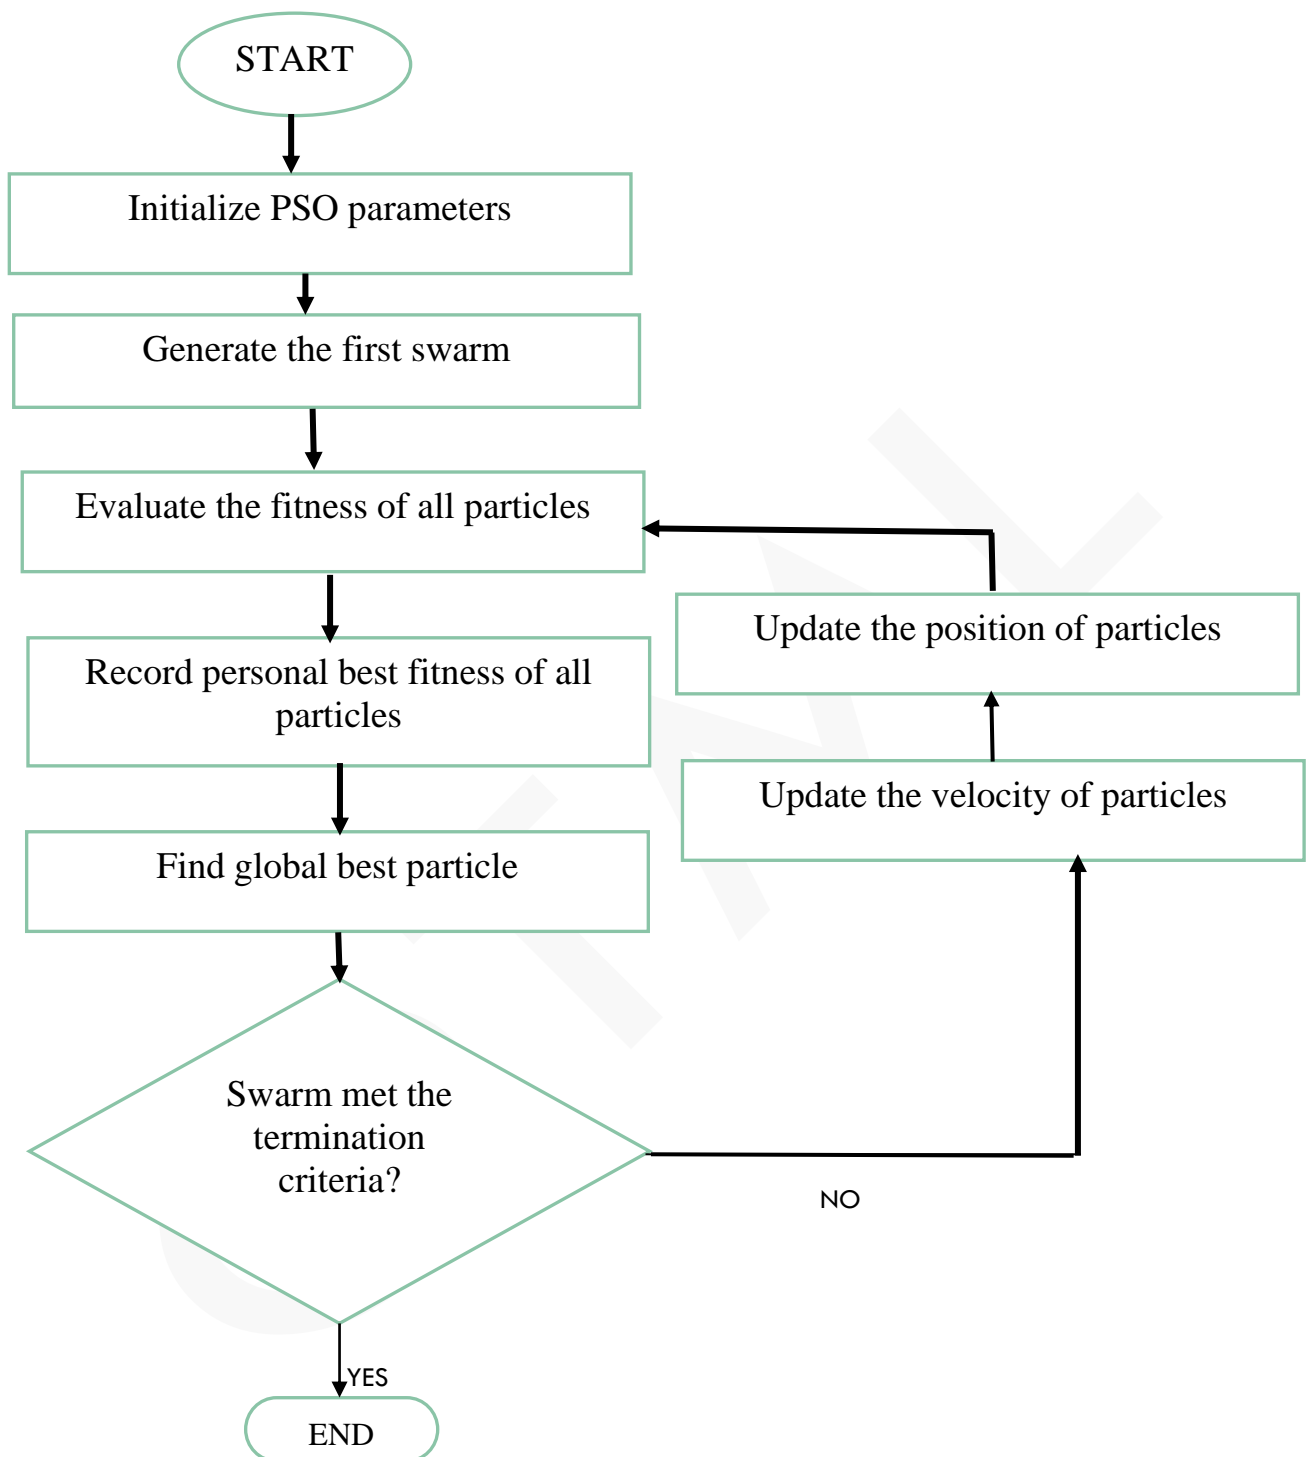 START
Initialize PSO parameters
Generate the first swarm
Evaluate the fitness of all particles
Update the position of particles
Record personal best fitness of all
particles
Update the velocity of particles
Find global best particle
Swarm met the
termination
criteria?
NO
YES
END